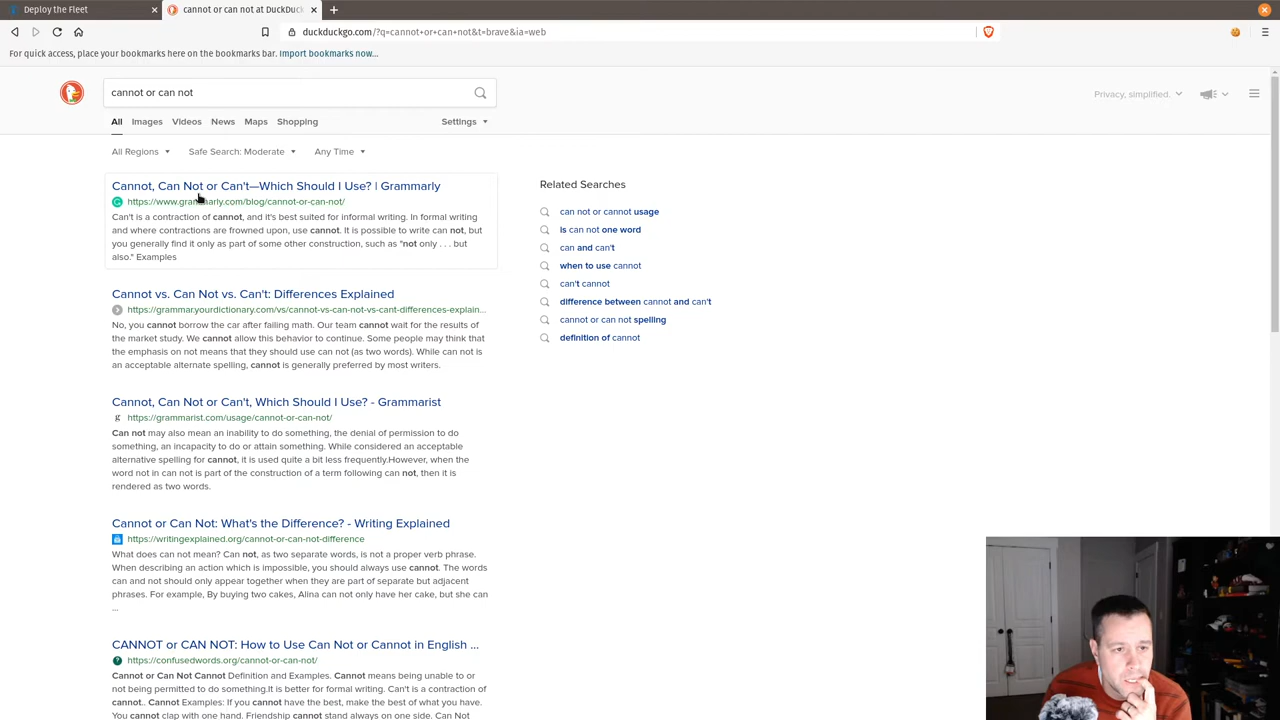 Deploy the Fleet
cannot or can not at DuckDuc
duckduckgo.com/?q=cannot+or+can+not&t=brave&ia=web
For quick access, place your bookmarks here on the bookmarks bar. Import bookmarks now...
cannot or can not
Privacy, simplified.
All Images Videos News Maps Shopping Settings
All Regions Safe Search: Moderate Any Time
Cannot, Can Not or Can't—Which Should I Use? | Grammarly
https://www.grammarly.com/blog/cannot-or-can-not/
Can't is a contraction of cannot, and it's best suited for informal writing. In formal writing
and where contractions are frowned upon, use cannot. It is possible to write can not, but
you generally find it only as part of some other construction, such as "not only . . . but
also." Examples
Cannot vs. Can Not vs. Can't: Differences Explained
https://grammar.yourdictionary.com/vs/cannot-vs-can-not-vs-cant-differences-explain...
No, you cannot borrow the car after failing math. Our team cannot wait for the results of
the market study. We cannot allow this behavior to continue. Some people may think that
the emphasis on not means that they should use can not (as two words). While can not is
an acceptable alternate spelling, cannot is generally preferred by most writers.
Cannot, Can Not or Can't, Which Should I Use? - Grammarist
g https://grammarist.com/usage/cannot-or-can-not/
Can not may also mean an inability to do something, the denial of permission to do
something, an incapacity to do or attain something. While considered an acceptable
alternative spelling for cannot, it is used quite a bit less frequently.However, when the
word not in can not is part of the construction of a term following can not, then it is
rendered as two words.
Cannot or Can Not: What's the Difference? - Writing Explained
https://writingexplained.org/cannot-or-can-not-difference
What does can not mean? Can not, as two separate words, is not a proper verb phrase.
When describing an action which is impossible, you should always use cannot. The words
can and not should only appear together when they are part of separate but adjacent
phrases. For example, By buying two cakes, Alina can not only have her cake, but she can
...
CANNOT or CAN NOT: How to Use Can Not or Cannot in English ...
https://confusedwords.org/cannot-or-can-not/
Cannot or Can Not Cannot Definition and Examples. Cannot means being unable to or
not being permitted to do something.It is better for formal writing. Can't is a contraction of
cannot.. Cannot Examples: If you cannot have the best, make the best of what you have.
You cannot clap with one hand. Friendship cannot stand always on one side. Can Not
Related Searches
can not or cannot usage
is cannot one word
can and can't
when to use cannot
can't cannot
difference between cannot and can't
cannot or can not spelling
definition of cannot